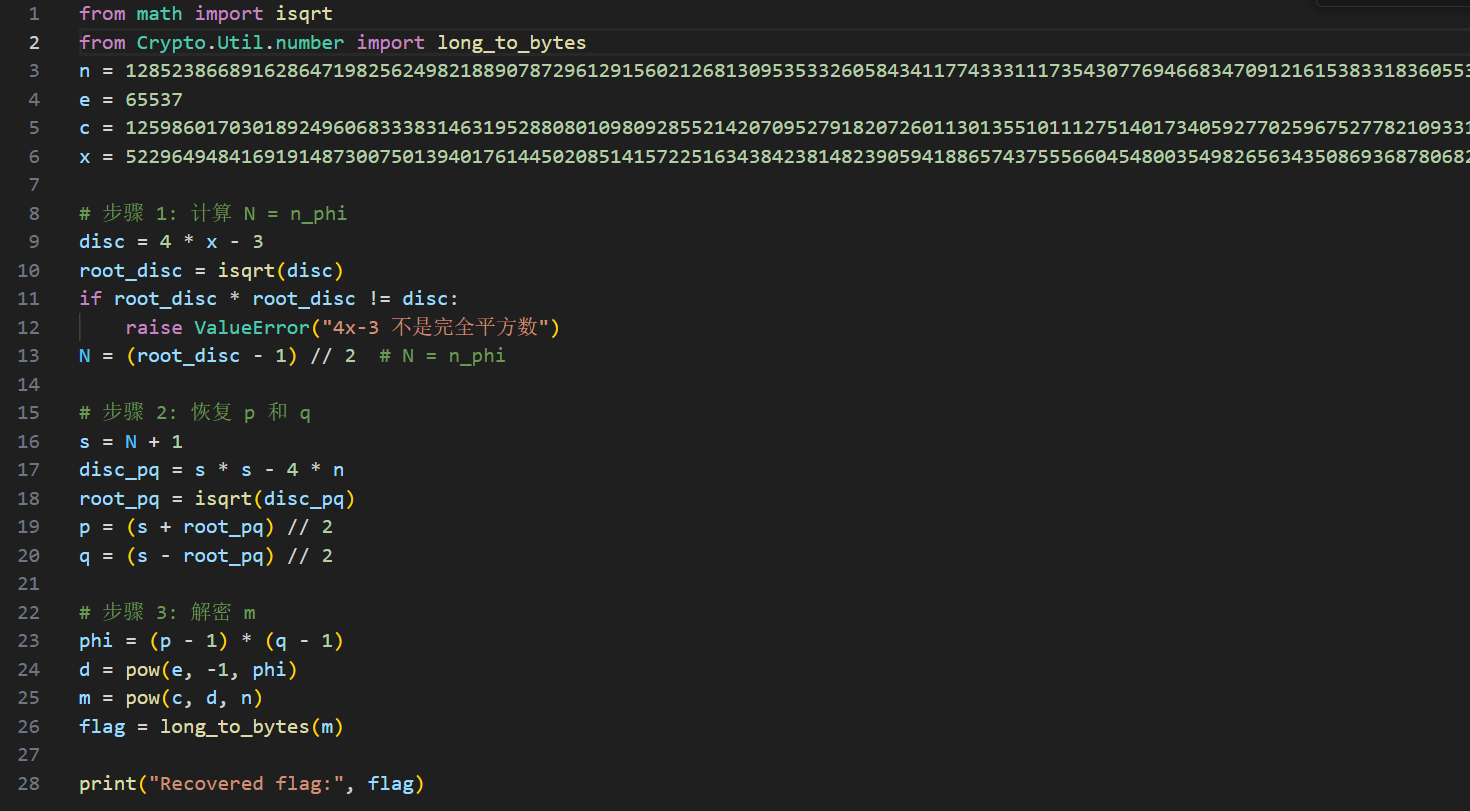 1 from math import isqrt
2 from Crypto.Util.number import long_to_bytes
3 n = 12852386689162864719825624982188907872961291560212681309535332605843411774333111735430776946683470912161538331836055
4 e = 65537
5 c = 12598601703018924960683338314631952880801098092855214207095279182072601130135510111275140173405927702596752778210933
6 x = 52296494841691914873007501394017614450208514157225163438423814823905941886574375556604548003549826563435086936878068
7
8 # 步骤 1: 计算 N = n_phi
9 disc = 4 * x - 3
10 root_disc = isqrt(disc)
11 if root_disc * root_disc != disc:
12 raise ValueError("4x-3 不是完全平方数")
13 N = (root_disc - 1) // 2 # N = n_phi
14
15 # 步骤 2: 恢复 p 和 q
16 s = N + 1
17 disc_pq = s * s - 4 * n
18 root_pq = isqrt(disc_pq)
19 p = (s + root_pq) // 2
20 q = (s - root_pq) // 2
21
22 # 步骤 3: 解密 m
23 phi = (p - 1) * (q - 1)
24 d = pow(e, -1, phi)
25 m = pow(c, d, n)
26 flag = long_to_bytes(m)
27
28 print("Recovered flag:", flag)